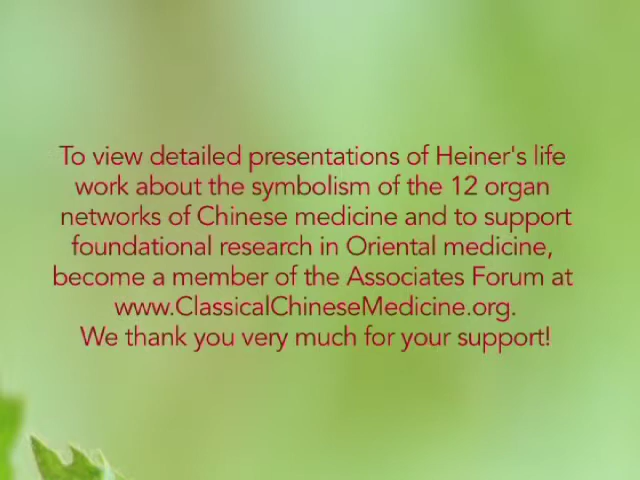 To view detailed presentations of Heiner's life
work about the symbolism of the 12 organ
networks of Chinese medicine and to support
foundational research in Oriental medicine,
become a member of the Associates Forum at
www.ClassicalChineseMedicine.org.
We thank you very much for your support!